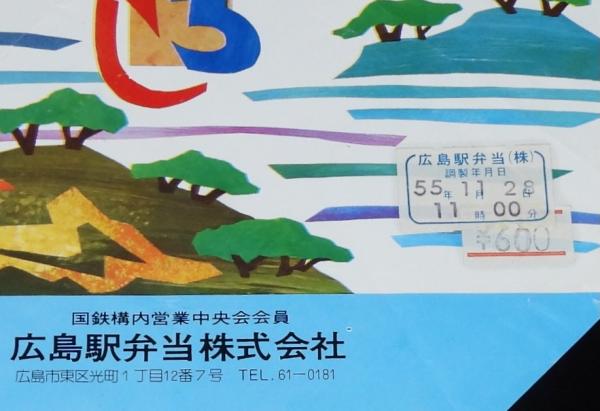 ろ
広島駅弁当(株)
調製年月日
55年11月28日
11時00分
¥600
国鉄構内営業中央会会員
広島駅弁当株式会社
広島市東区光町1丁目12番7号 TEL.61-0181